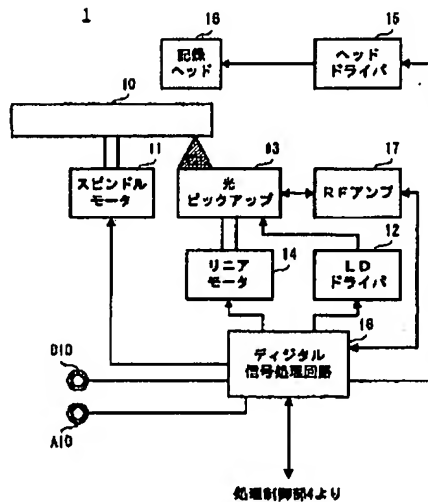 1
16
記録
ヘッド
15
ヘッド
ドライバ
10
11
スピンドル
モータ
13
光
ピックアップ
17
RFアンプ
14
リニア
モータ
12
LD
ドライバ
18
ディジタル
信号処理回路
DIO
AIO
処理制御部4より